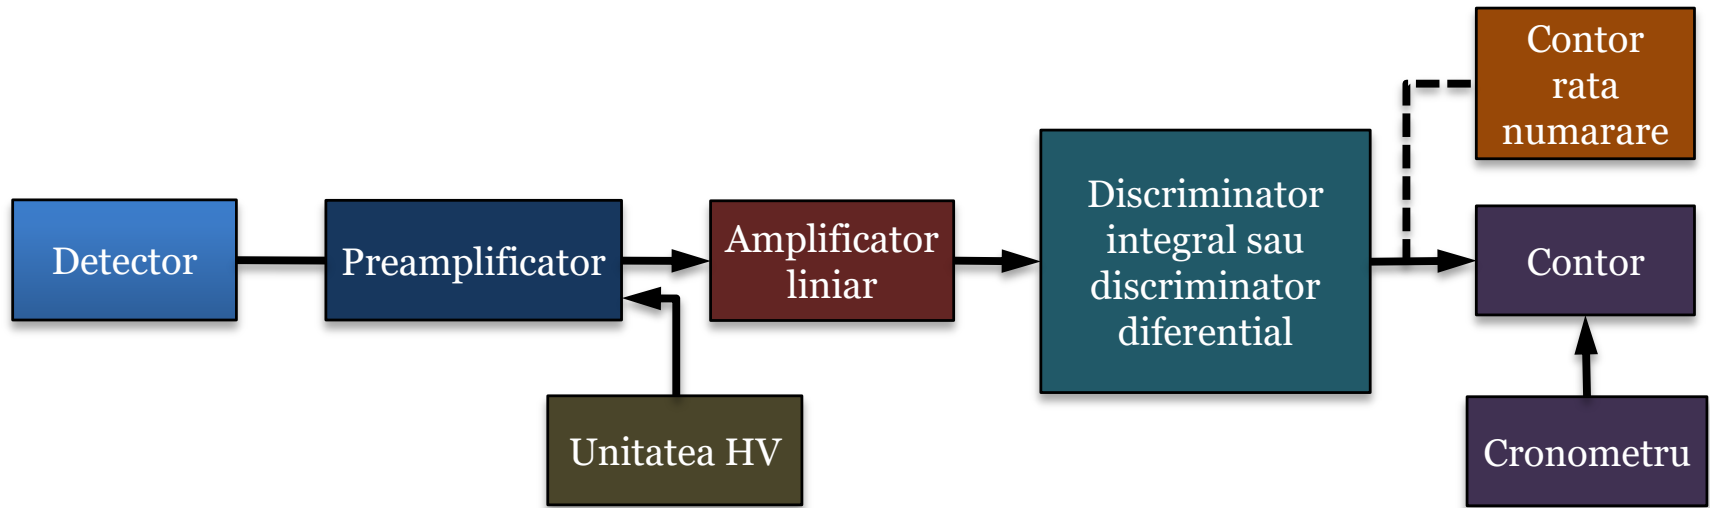 Detector
Preamplificator
Amplificator
liniar
Discriminator
integral sau
discriminator
diferential
Contor
rata
numarare
Contor
Unitatea HV
Cronometru